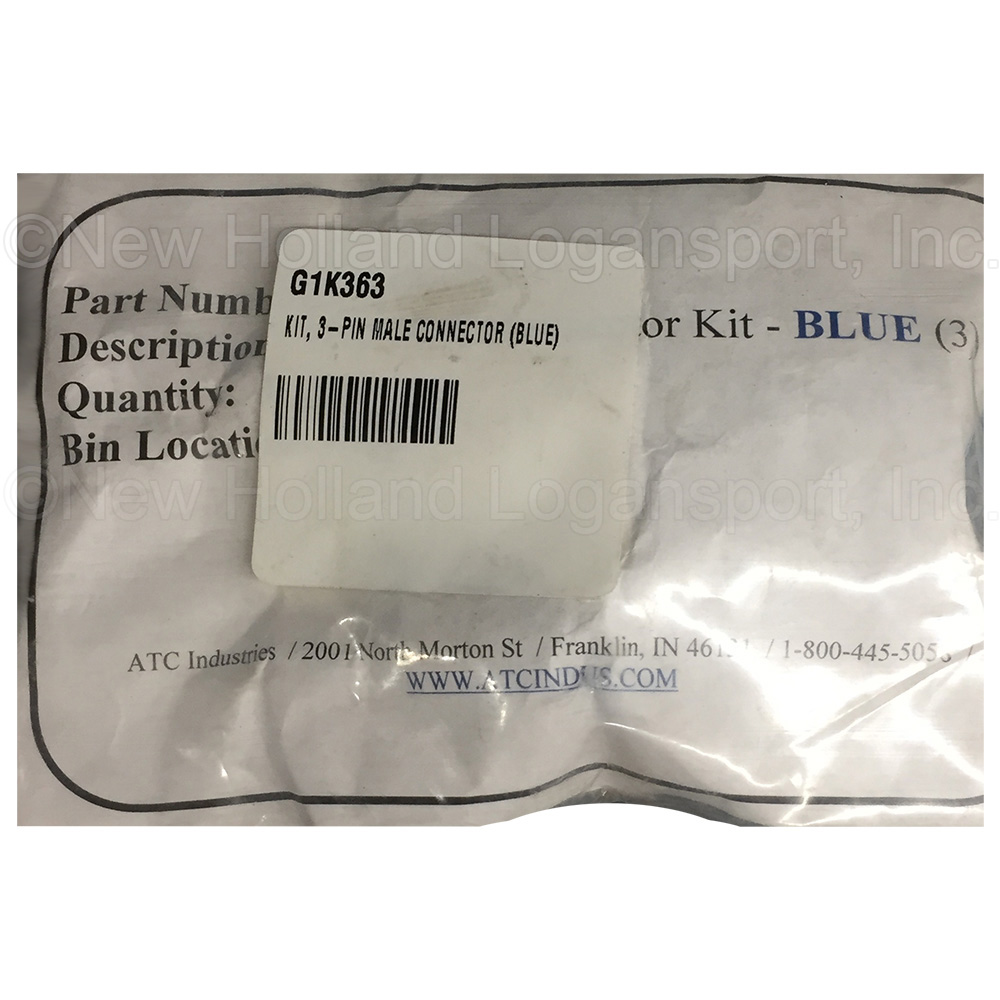 ©New Holland Logansport, Inc.
G1K363
KIT, 3-PIN MALE CONNECTOR (BLUE)
Part Numb
Description
or Kit - BLUE (3)
Quantity:
Bin Locati
©New Holland Logansport, Inc.
ATC Industries / 2001 North Morton St / Franklin, IN / /
WWW.ATCINDUS.COM